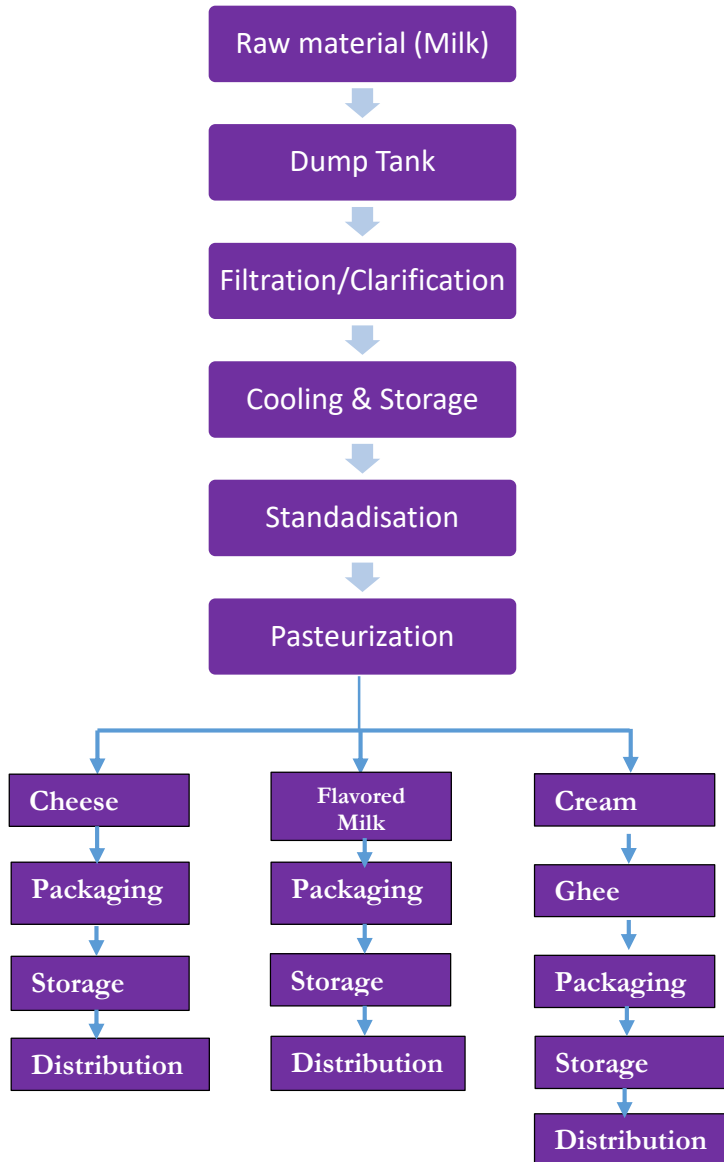 Raw material (Milk)
Dump Tank
Filtration/Clarification
Cooling & Storage
Standadisation
Pasteurization
Cheese
Packaging
Storage
Distribution
Flavored
Milk
Packaging
Storage
Distribution
Cream
Ghee
Packaging
Storage
Distribution